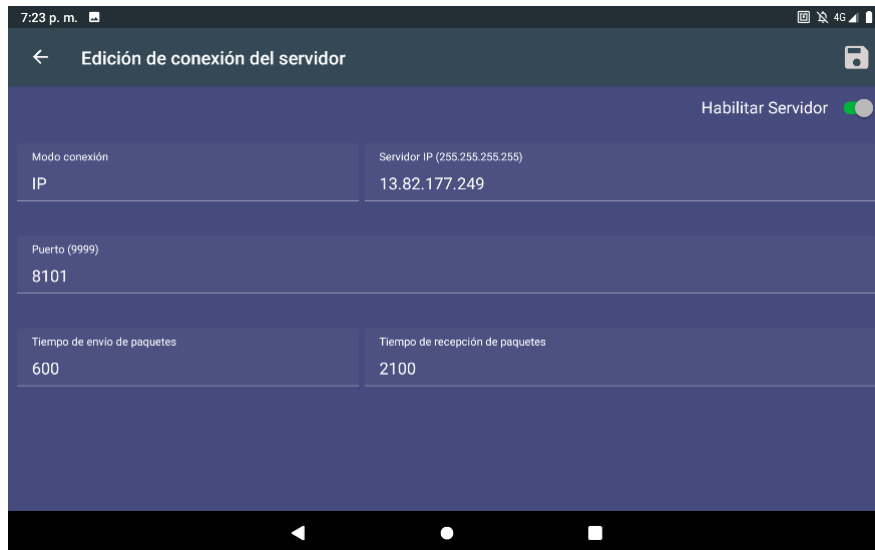 7:23 p. m.
4G
Edición de conexión del servidor
Habilitar Servidor
Modo conexión
Servidor IP (255.255.255.255)
IP
13.82.177.249
Puerto (9999)
8101
Tiempo de envío de paquetes
Tiempo de recepción de paquetes
600
2100